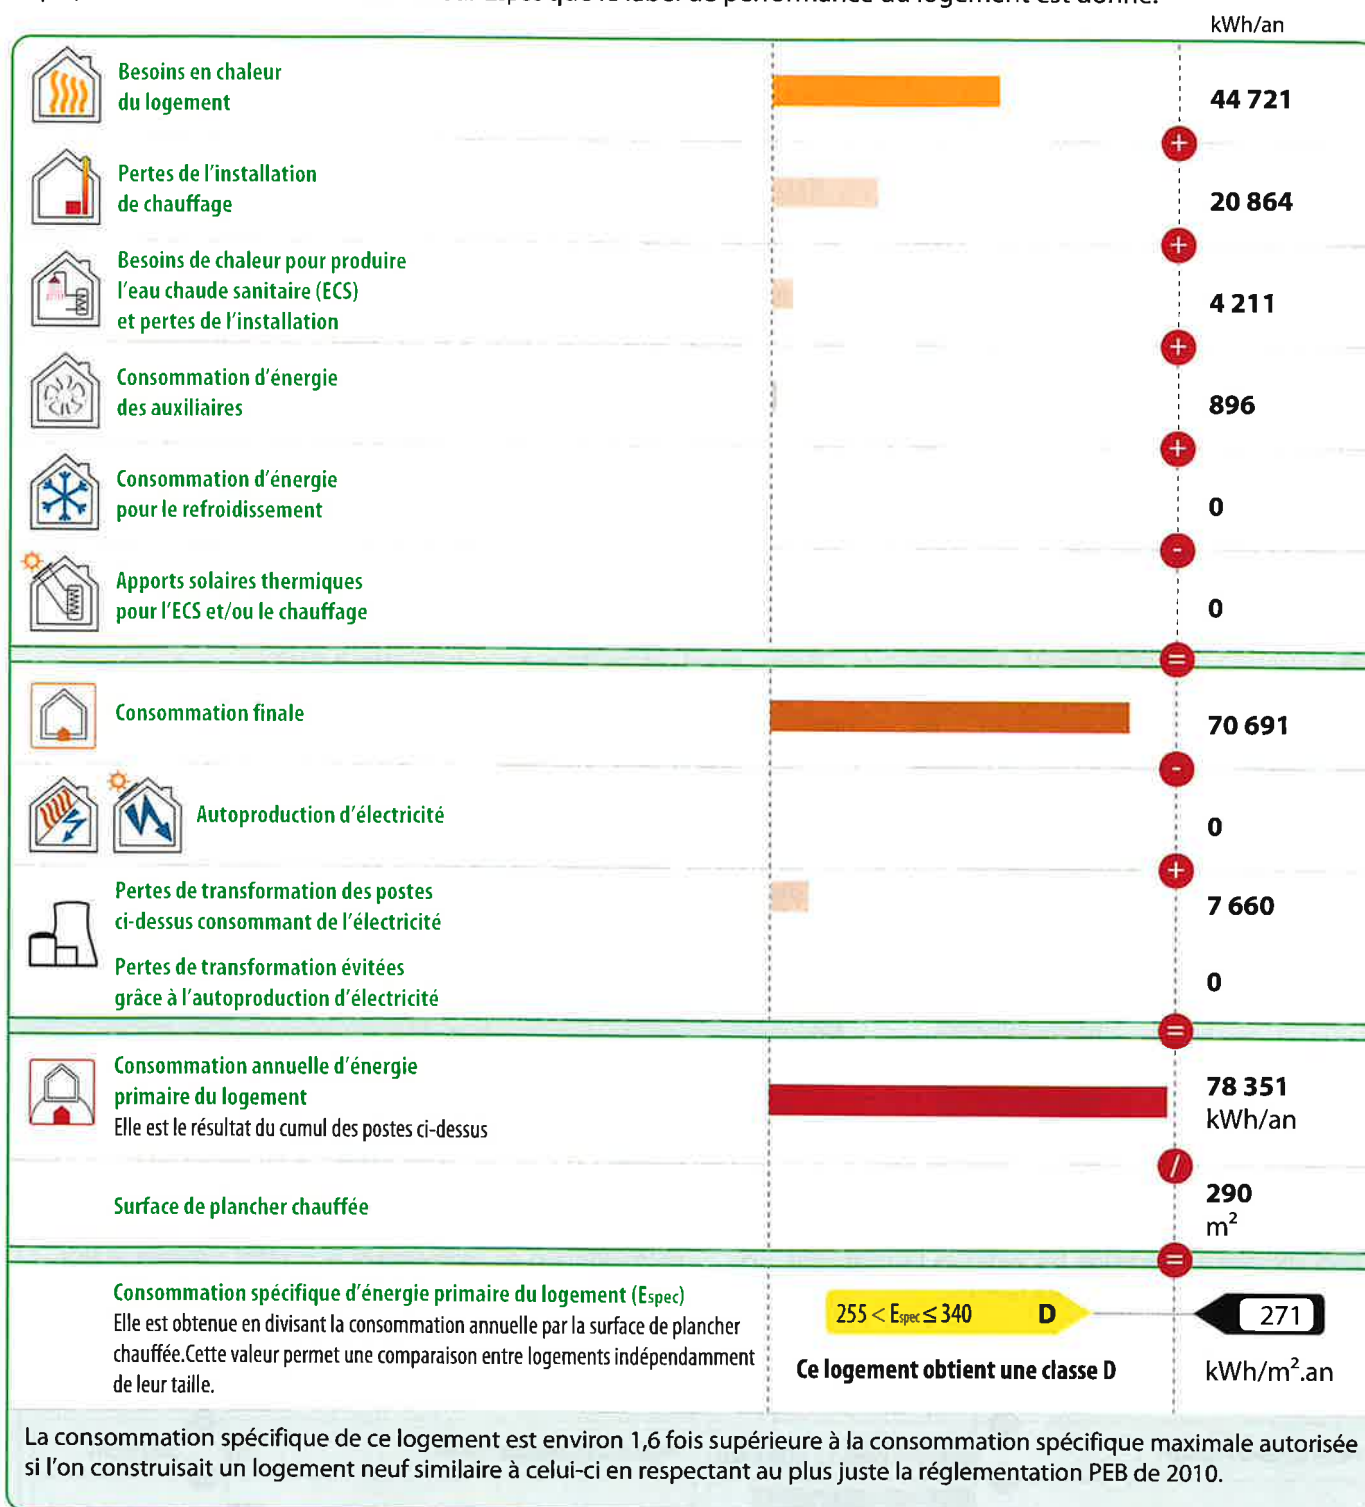 kWh/an
Besoins en chaleur
du logement
44 721
+
Pertes de l'installation
de chauffage
20 864
+
Besoins de chaleur pour produire
l'eau chaude sanitaire (ECS)
et pertes de l'installation
4 211
+
Consommation d'énergie
des auxiliaires
896
+
Consommation d'énergie
pour le refroidissement
0
-
Apports solaires thermiques
pour l'ECS et/ou le chauffage
0
=
Consommation finale
70 691
-
Autoproduction d'électricité
0
+
Pertes de transformation des postes
ci-dessus consommant de l'électricité
7 660
Pertes de transformation évitées
grâce à l'autoproduction d'électricité
0
=
Consommation annuelle d'énergie
primaire du logement
Elle est le résultat du cumul des postes ci-dessus
78 351
kWh/an
/
Surface de plancher chauffée
290
m²
=
Consommation spécifique d'énergie primaire du logement (Espec)
Elle est obtenue en divisant la consommation annuelle par la surface de plancher
chauffée.Cette valeur permet une comparaison entre logements indépendamment
de leur taille.
255 < Espec ≤ 340 D
271
Ce logement obtient une classe D
kWh/m².an
La consommation spécifique de ce logement est environ 1,6 fois supérieure à la consommation spécifique maximale autorisée
si l'on construisait un logement neuf similaire à celui-ci en respectant au plus juste la réglementation PEB de 2010.